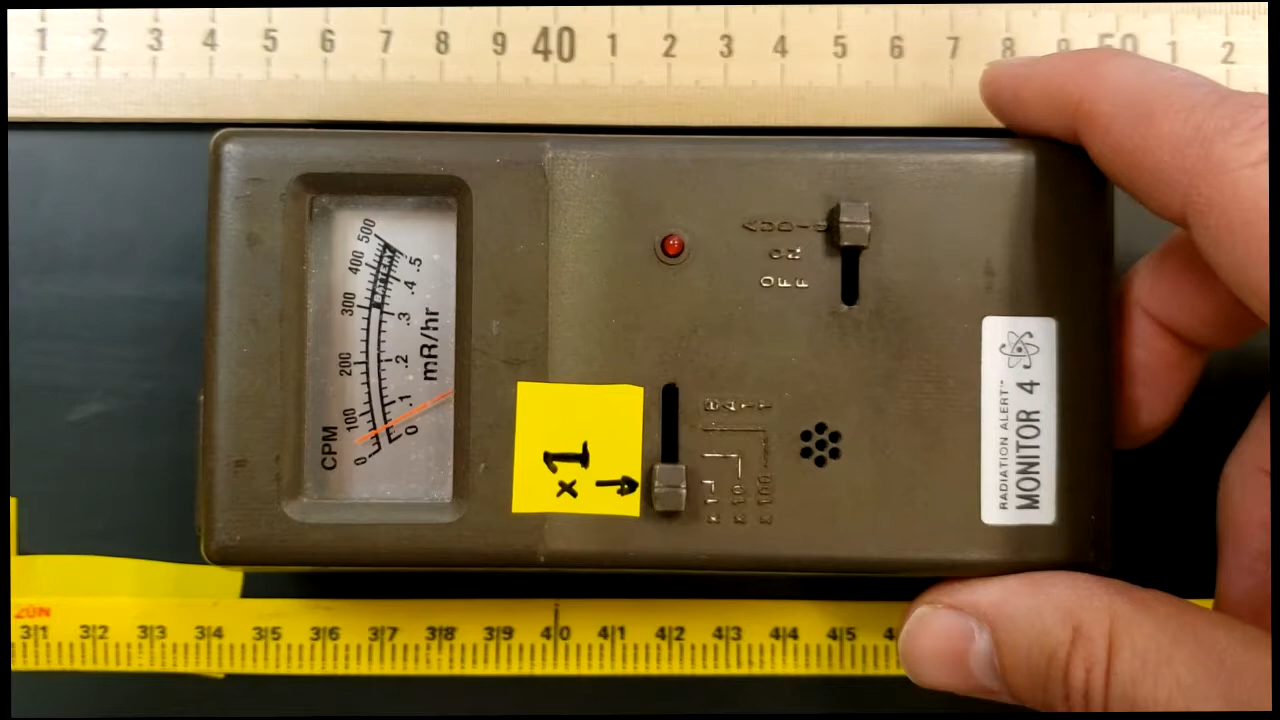 1 2 3 4 5 6 7 8 9 40 1 2 3 4 5 6 7 8 9 50 1 2
CPM
0 100 200 300 400 500
0 .1 .2 .3 .4 .5
mR/hr
AUDIO
ON
OFF
x1
BATT
X 1
X 10
X 100
RADIATION ALERT™
MONITOR 4
20N
31 32 33 34 35 36 37 38 39 40 41 42 43 44 45